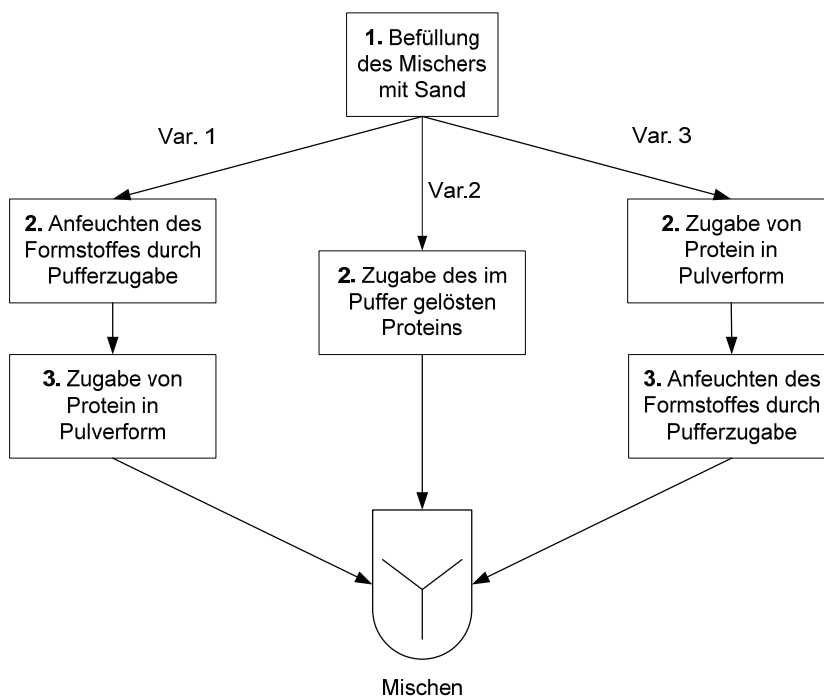 1. Befüllung
des Mischers
mit Sand
Var. 1
Var.2
Var. 3
2. Anfeuchten des
Formstoffes durch
Pufferzugabe
2. Zugabe des im
Puffer gelösten
Proteins
2. Zugabe von
Protein in
Pulverform
3. Zugabe von
Protein in
Pulverform
3. Anfeuchten des
Formstoffes durch
Pufferzugabe
Mischen